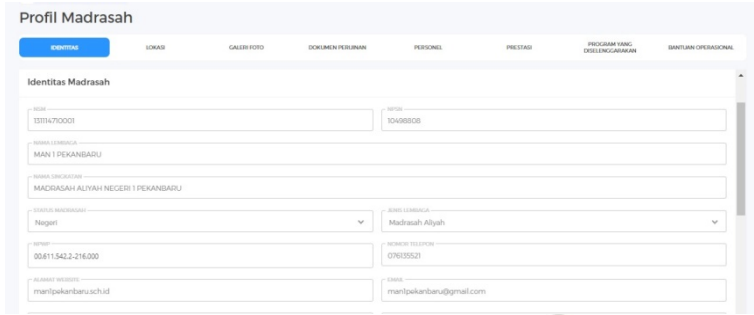 Profil Madrasah
IDENTITAS LOKASI GALERI FOTO DOKUMEN PERIJINAN PERSONEL PRESTASI PROGRAM YANG DISELENGGARAKAN BANTUAN OPERASIONAL
Identitas Madrasah
NSM NPSN
131114710001 10498808
NAMA LEMBAGA
MAN 1 PEKANBARU
NAMA SINGKATAN
MADRASAH ALIYAH NEGERI 1 PEKANBARU
STATUS MADRASAH JENIS LEMBAGA
Negeri Madrasah Aliyah
NPWP NOMOR TELEPON
00.611.542.2-216.000 076135521
ALAMAT WEBSITE EMAIL
man1pekanbaru.sch.id man1pekanbaru@gmail.com